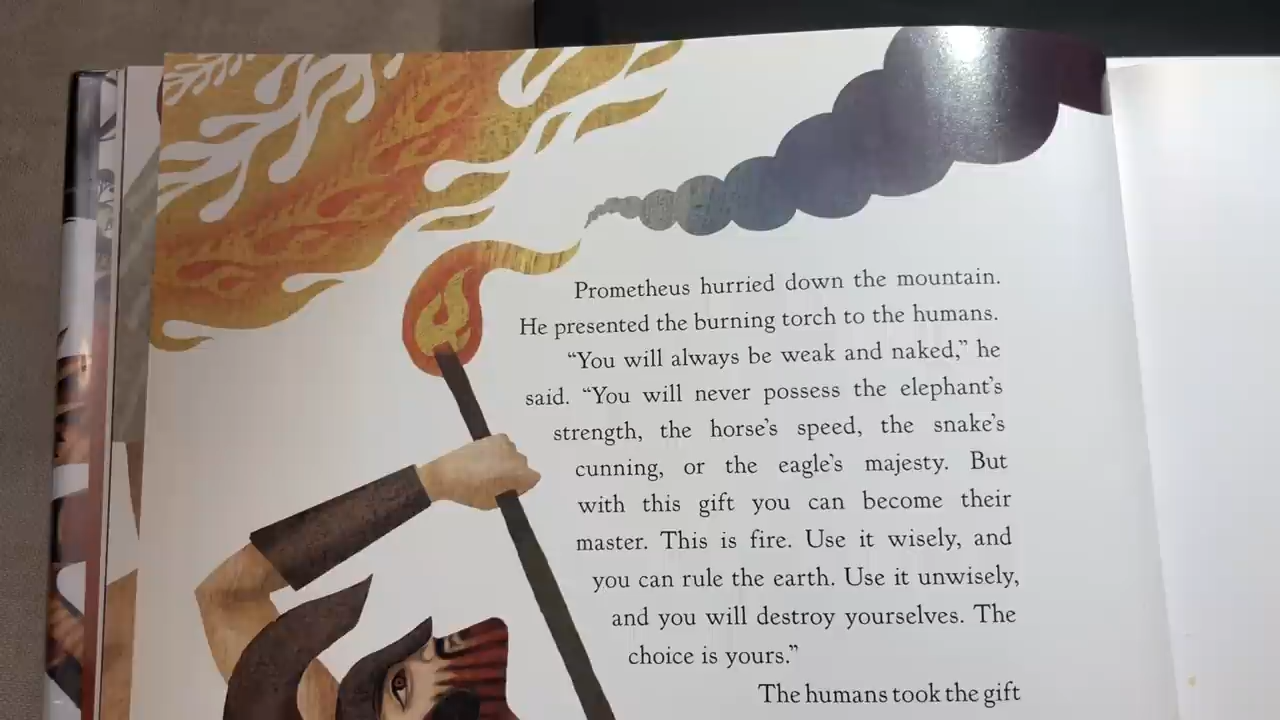 Prometheus hurried down the mountain.
He presented the burning torch to the humans.
“You will always be weak and naked,” he
said. “You will never possess the elephant’s
strength, the horse’s speed, the snake’s
cunning, or the eagle’s majesty. But
with this gift you can become their
master. This is fire. Use it wisely, and
you can rule the earth. Use it unwisely,
and you will destroy yourselves. The
choice is yours.”
The humans took the gift